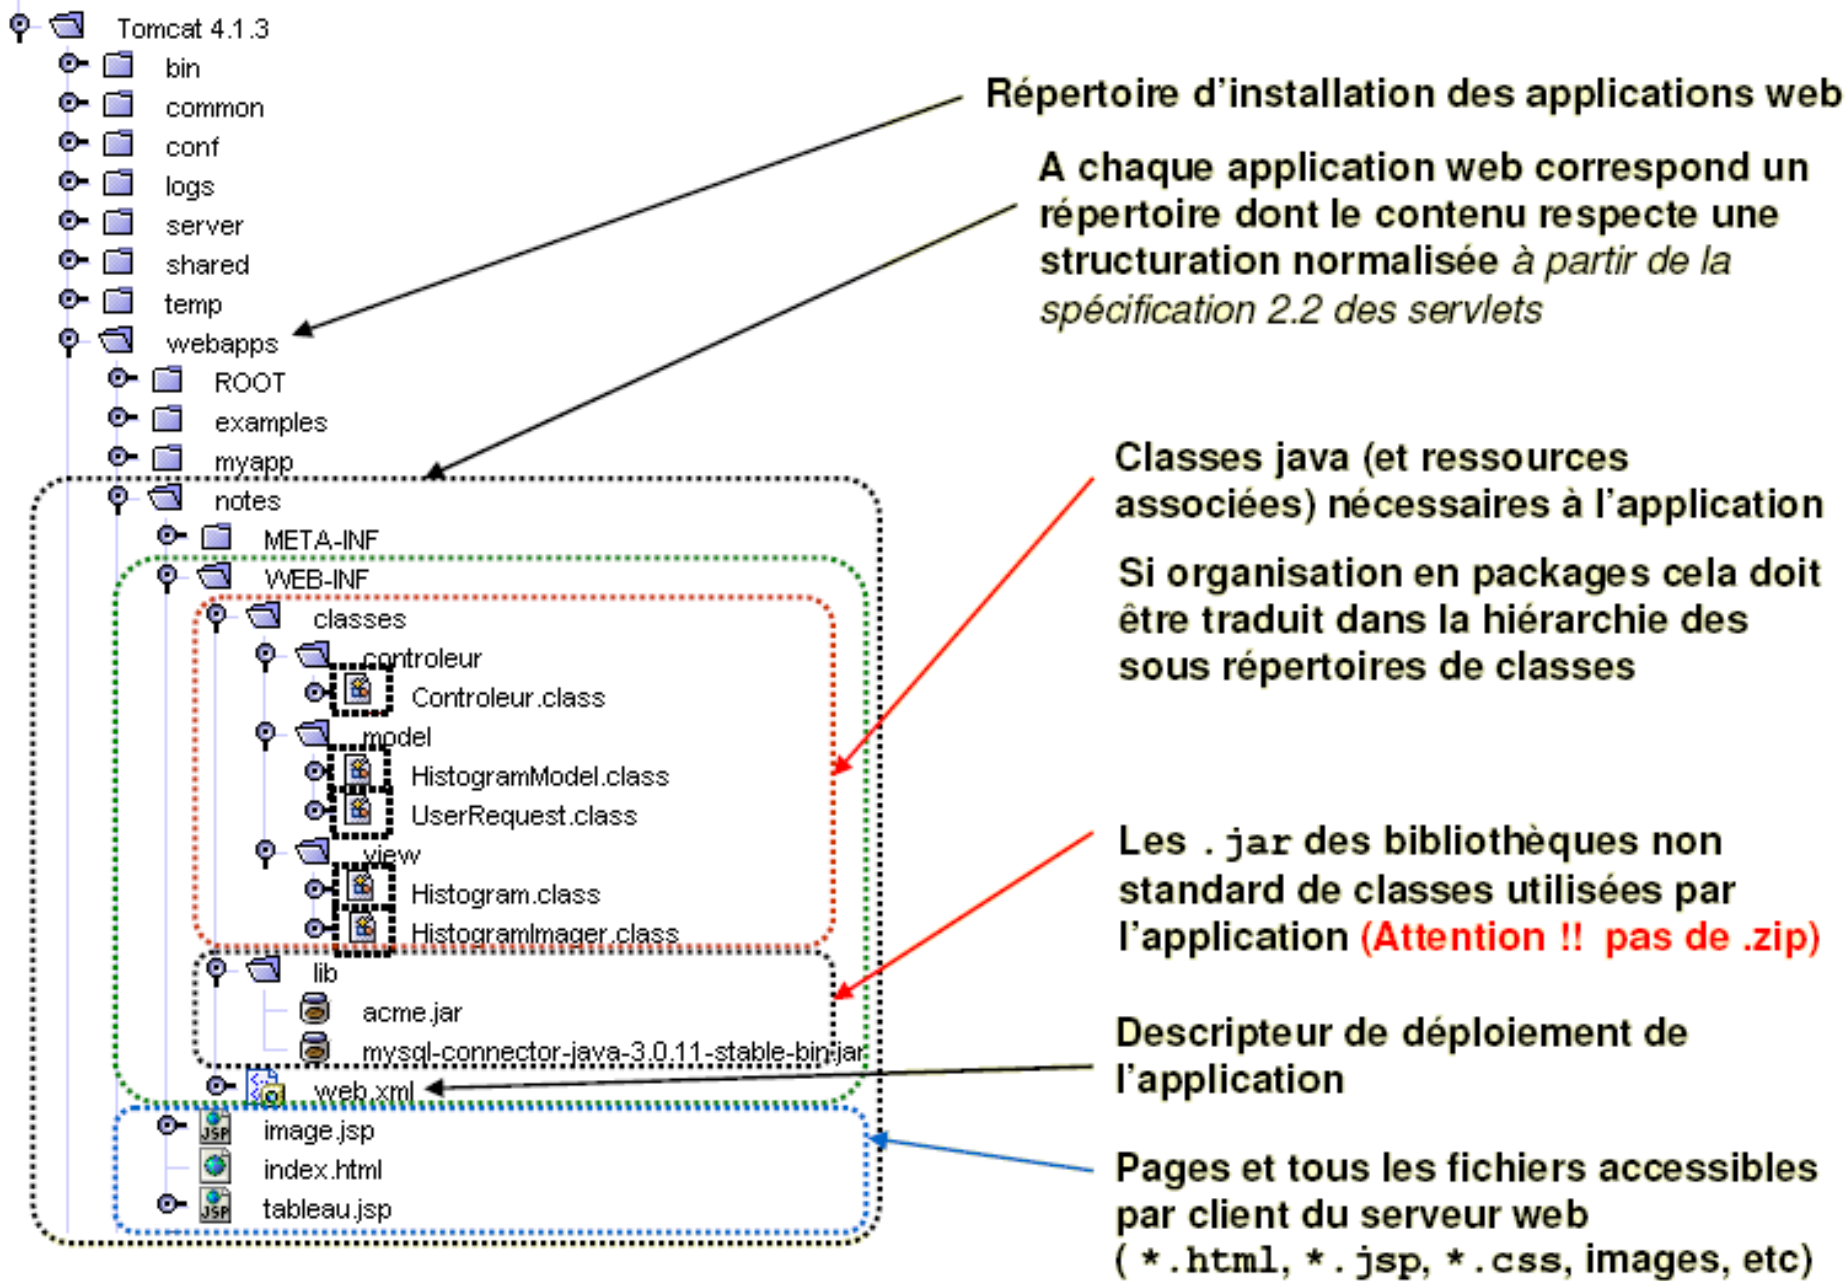 Tomcat 4.1.3
bin
common
conf
logs
server
shared
temp
webapps
ROOT
examples
myapp
notes
META-INF
WEB-INF
classes
controleur
Controleur.class
model
HistogramModel.class
UserRequest.class
view
Histogram.class
HistogramImager.class
lib
acme.jar
mysql-connector-java-3.0.11-stable-bin.jar
web.xml
image.jsp
index.html
tableau.jsp
Répertoire d'installation des applications web
A chaque application web correspond un
répertoire dont le contenu respecte une
structuration normalisée à partir de la
spécification 2.2 des servlets
Classes java (et ressources
associées) nécessaires à l'application
Si organisation en packages cela doit
être traduit dans la hiérarchie des
sous répertoires de classes
Les .jar des bibliothèques non
standard de classes utilisées par
l'application (Attention !! pas de .zip)
Descripteur de déploiement de
l'application
Pages et tous les fichiers accessibles
par client du serveur web
( *.html, *.jsp, *.css, images, etc)